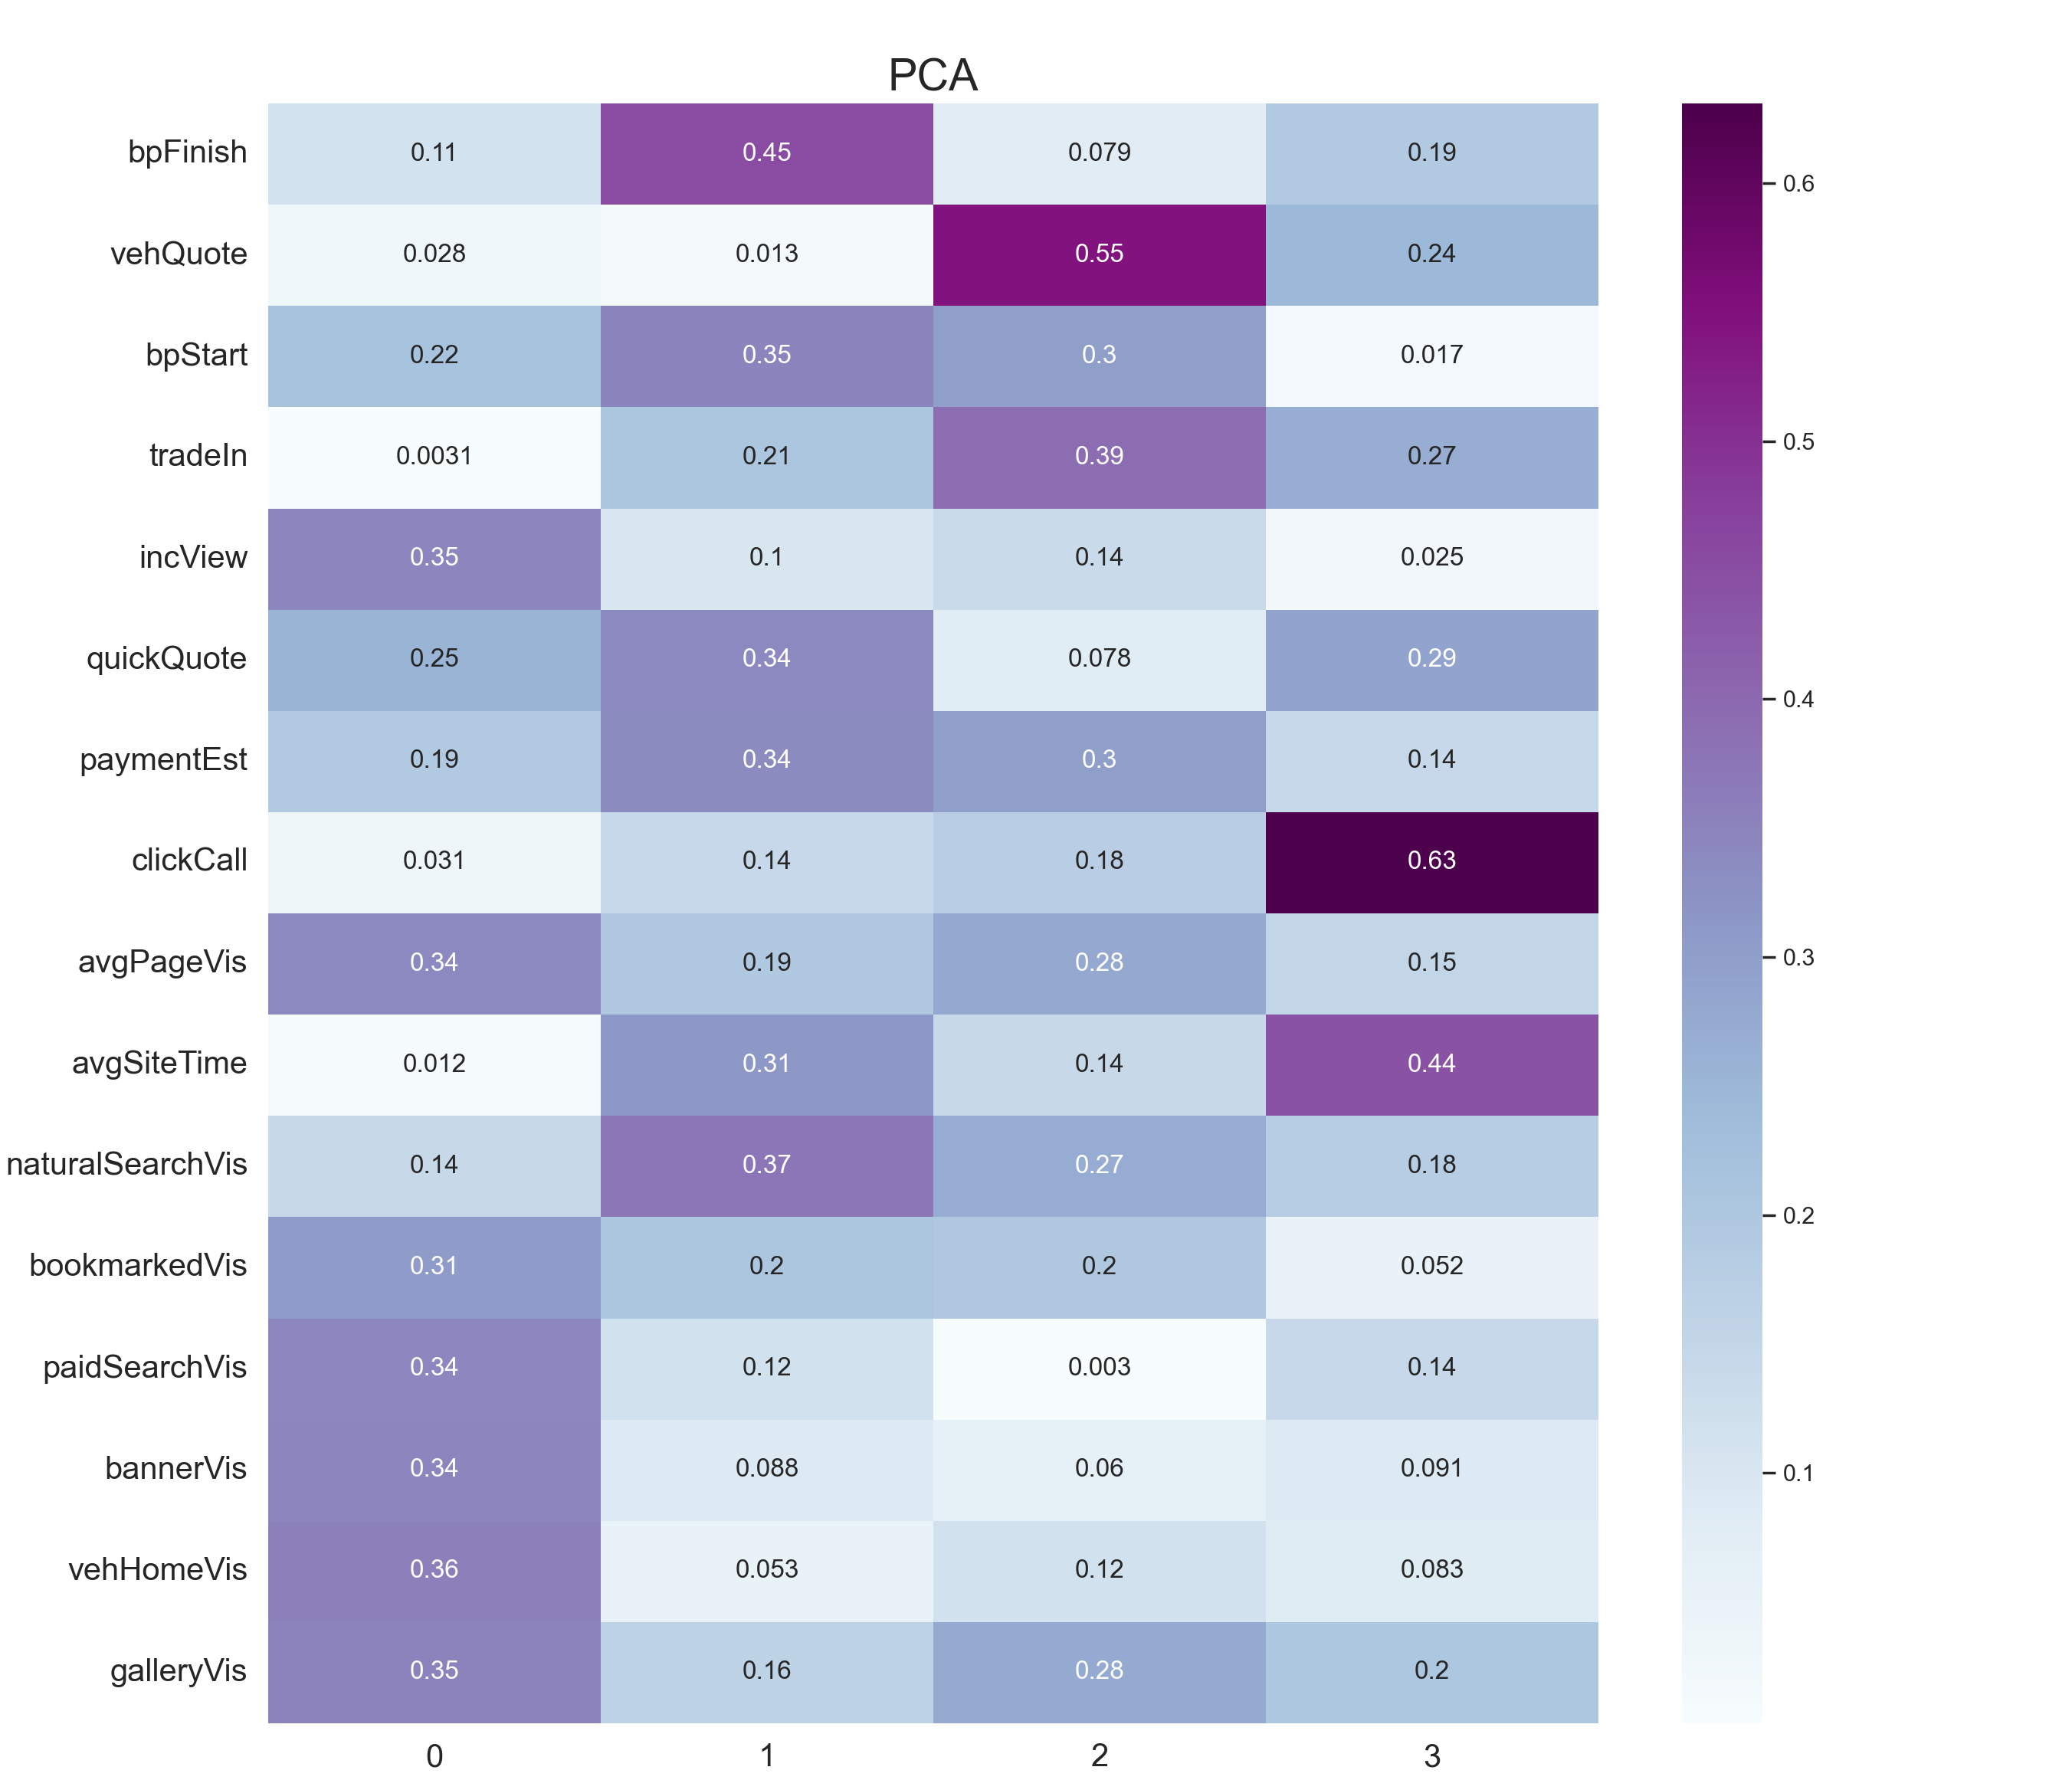 PCA
bpFinish 0.11 0.45 0.079 0.19
vehQuote 0.028 0.013 0.55 0.24
bpStart 0.22 0.35 0.3 0.017
tradeIn 0.0031 0.21 0.39 0.27
incView 0.35 0.1 0.14 0.025
quickQuote 0.25 0.34 0.078 0.29
paymentEst 0.19 0.34 0.3 0.14
clickCall 0.031 0.14 0.18 0.63
avgPageVis 0.34 0.19 0.28 0.15
avgSiteTime 0.012 0.31 0.14 0.44
naturalSearchVis 0.14 0.37 0.27 0.18
bookmarkedVis 0.31 0.2 0.2 0.052
paidSearchVis 0.34 0.12 0.003 0.14
bannerVis 0.34 0.088 0.06 0.091
vehHomeVis 0.36 0.053 0.12 0.083
galleryVis 0.35 0.16 0.28 0.2
0 1 2 3
0.6
0.5
0.4
0.3
0.2
0.1